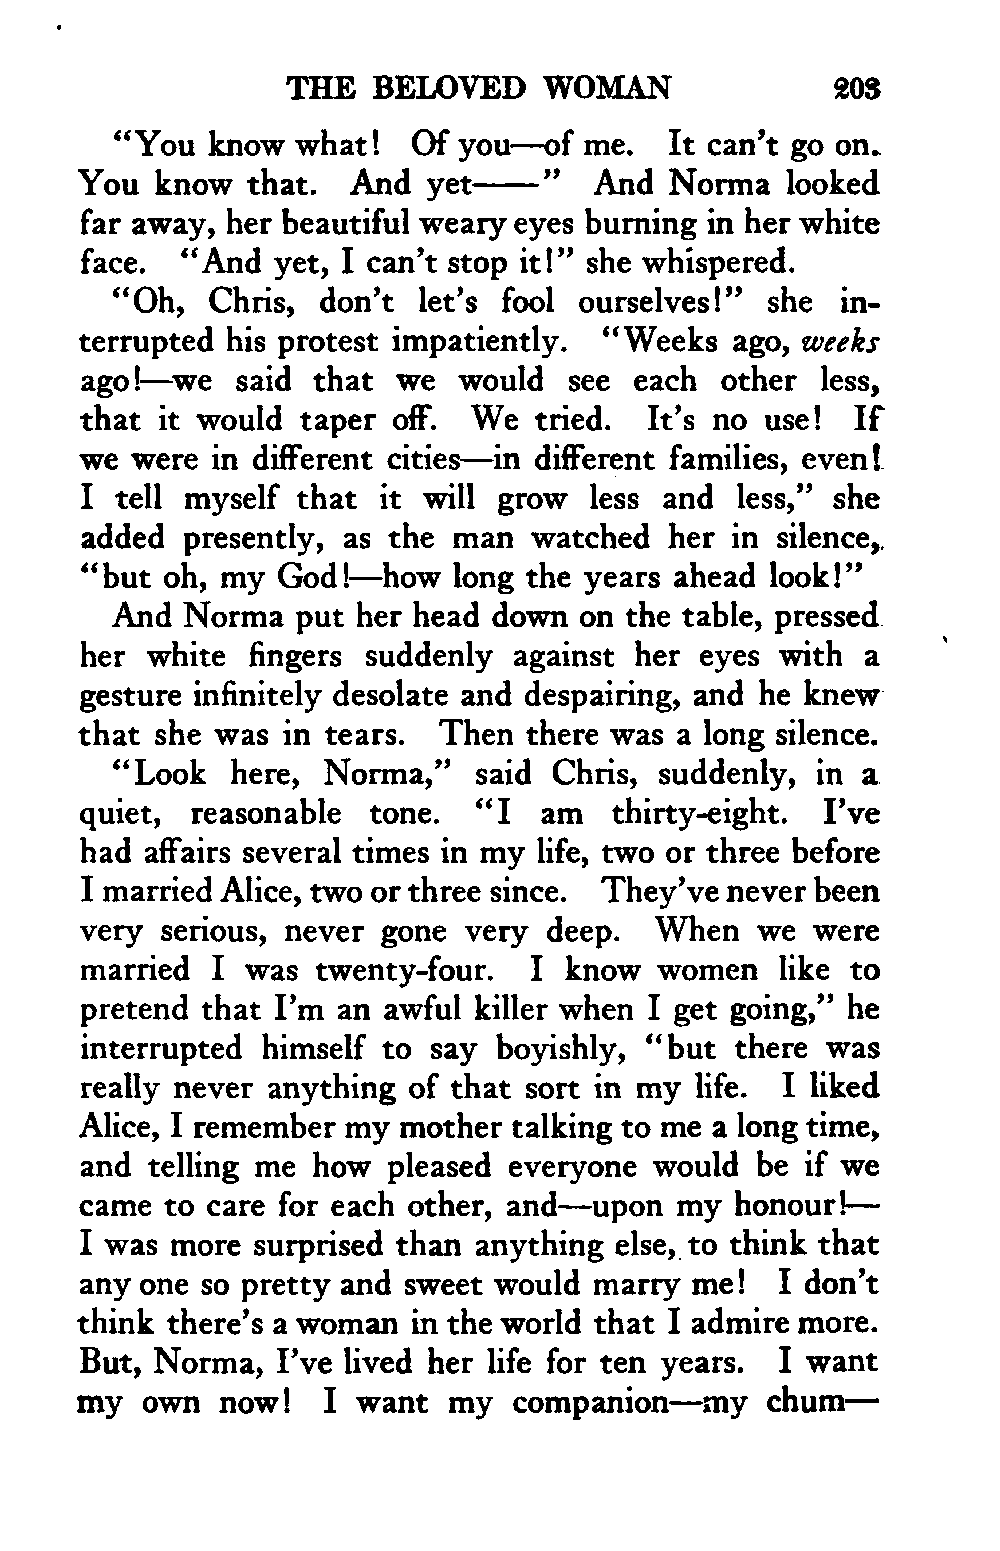 THE BELOVED WOMAN 203
"You know what! Of you—of me. It can't go on.
You know that. And yet——" And Norma looked
far away, her beautiful weary eyes burning in her white
face. "And yet, I can't stop it!" she whispered.
"Oh, Chris, don't let's fool ourselves!" she in-
terrupted his protest impatiently. "Weeks ago, weeks
ago!—we said that we would see each other less,
that it would taper off. We tried. It's no use! If
we were in different cities—in different families, even!
I tell myself that it will grow less and less," she
added presently, as the man watched her in silence,
"but oh, my God!—how long the years ahead look!"
And Norma put her head down on the table, pressed
her white fingers suddenly against her eyes with a
gesture infinitely desolate and despairing, and he knew
that she was in tears. Then there was a long silence.
"Look here, Norma," said Chris, suddenly, in a
quiet, reasonable tone. "I am thirty-eight. I've
had affairs several times in my life, two or three before
I married Alice, two or three since. They've never been
very serious, never gone very deep. When we were
married I was twenty-four. I know women like to
pretend that I'm an awful killer when I get going," he
interrupted himself to say boyishly, "but there was
really never anything of that sort in my life. I liked
Alice, I remember my mother talking to me a long time,
and telling me how pleased everyone would be if we
came to care for each other, and—upon my honour!—
I was more surprised than anything else, to think that
any one so pretty and sweet would marry me! I don't
think there's a woman in the world that I admire more.
But, Norma, I've lived her life for ten years. I want
my own now! I want my companion—my chum—